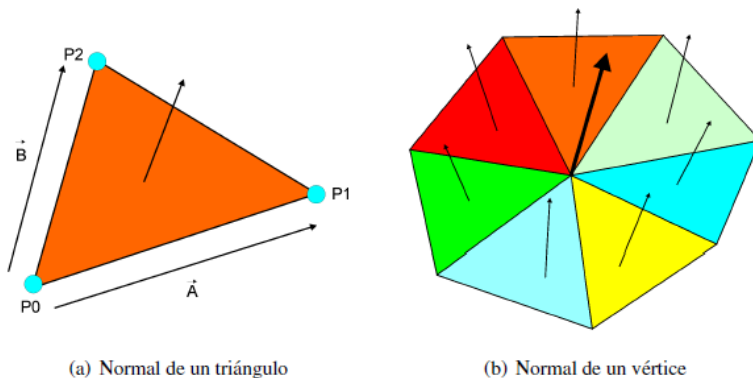 P2
B
P1
A
P0
(a) Normal de un triángulo
(b) Normal de un vértice